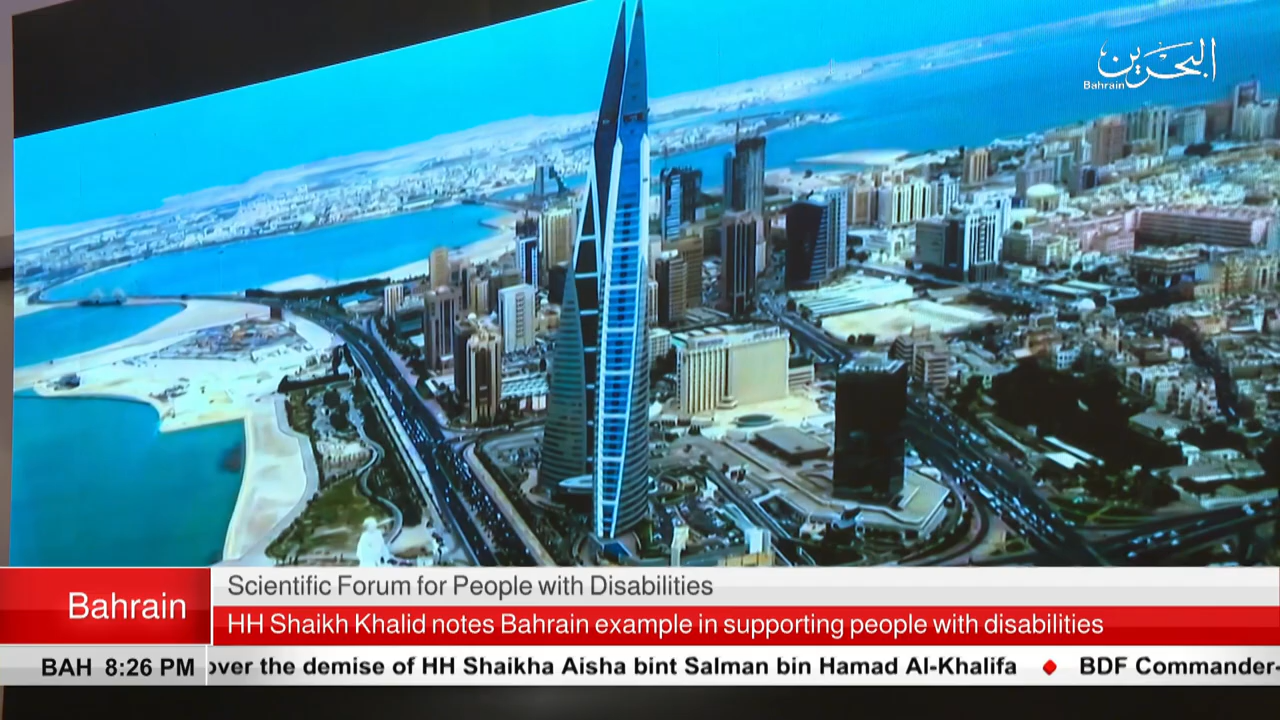 البحرين
Bahrain
Scientific Forum for People with Disabilities
Bahrain
HH Shaikh Khalid notes Bahrain example in supporting people with disabilities
BAH 8:26 PM over the demise of HH Shaikha Aisha bint Salman bin Hamad Al-Khalifa ◆ BDF Commander-